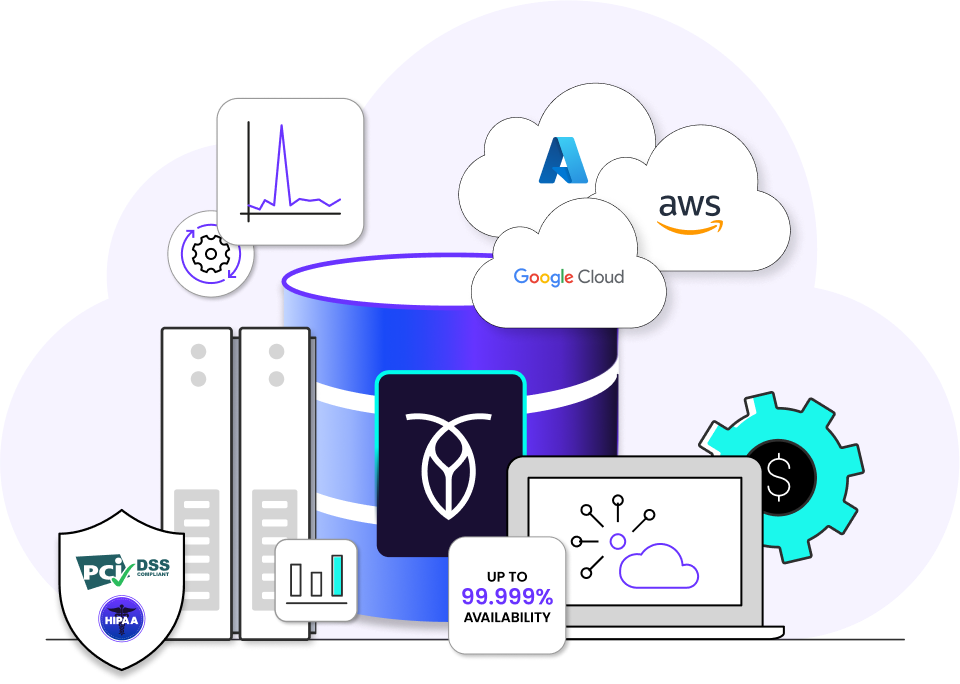 aws
Google Cloud
$
PCi DSS
COMPLIANT
HIPAA
UP TO
99.999%
AVAILABILITY